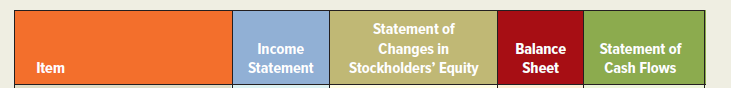 Item
Income
Statement
Statement of
Changes in
Stockholders' Equity
Balance
Sheet
Statement of
Cash Flows